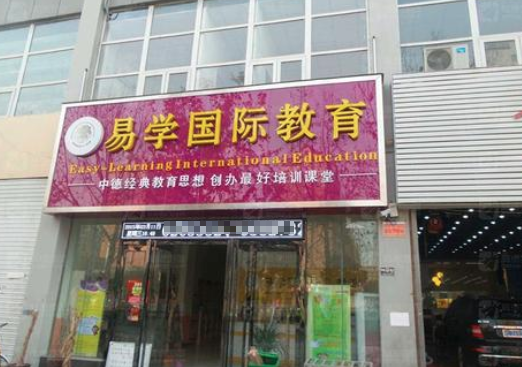 易学国际教育
Easy-Learning International Education
中德经典教育思想 创办最好培训课堂